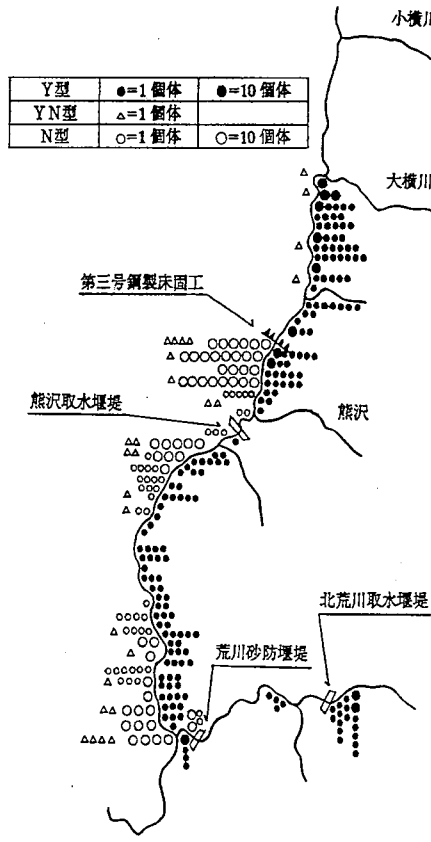 小横川
Y型 ●=1個体 ●=10個体
YN型 △=1個体
N型 ○=1個体 ○=10個体
大横川
第三号鋼製床固工
熊沢取水堰堤
熊沢
北荒川取水堰堤
荒川砂防堰堤